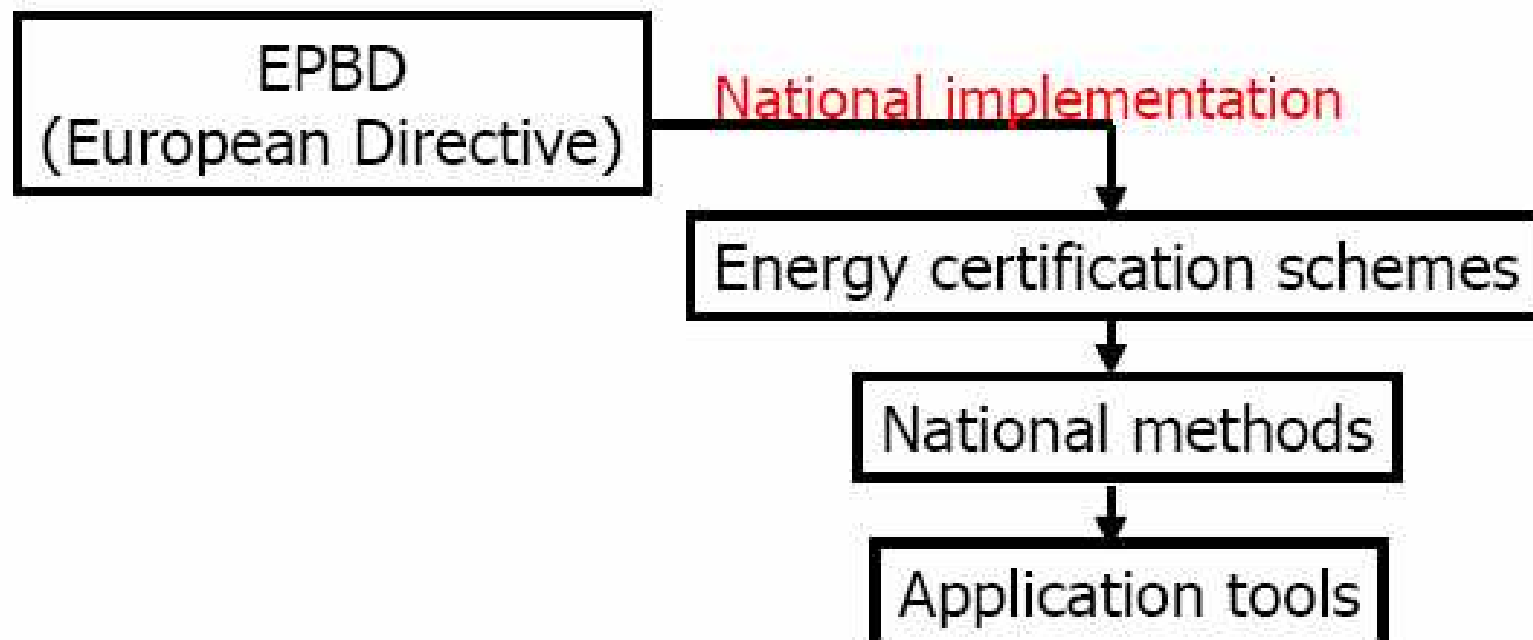 EPBD
(European Directive)
National implementation
Energy certification schemes
National methods
Application tools